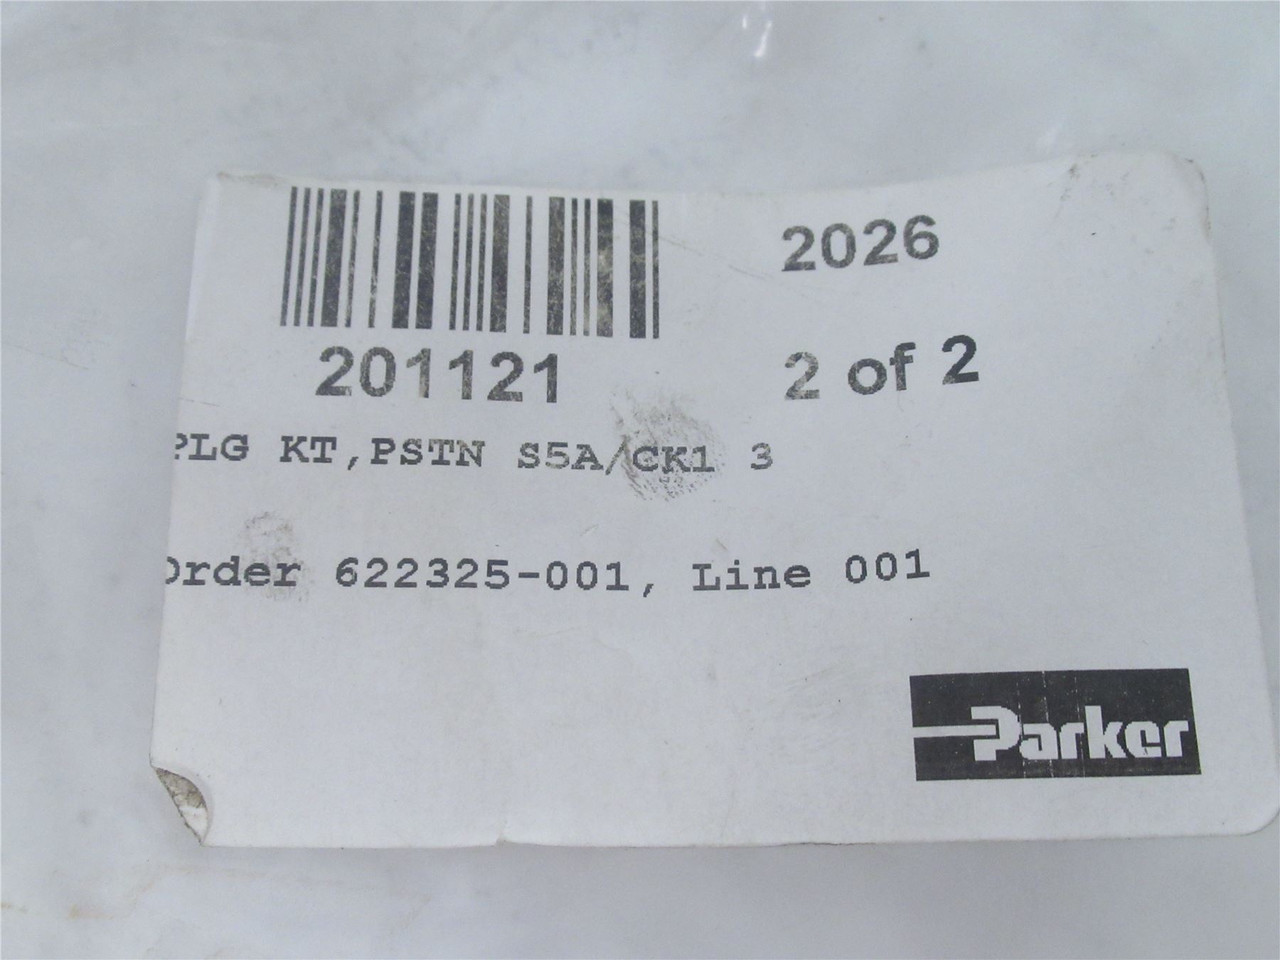 2026
201121
2 of 2
PLG KT,PSTN S5A/CK1 3
Order 622325-001, Line 001
Parker